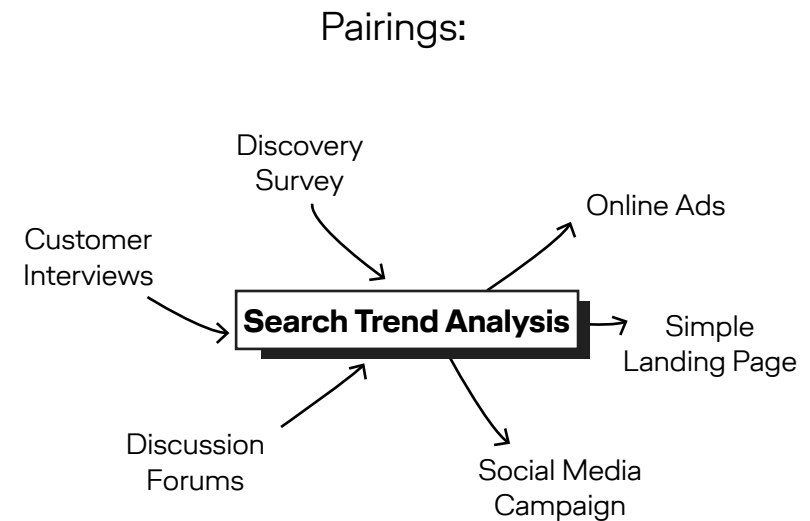 Pairings:
Discovery
Survey
Online Ads
Customer
Interviews
Search Trend Analysis
Simple
Landing Page
Discussion
Forums
Social Media
Campaign